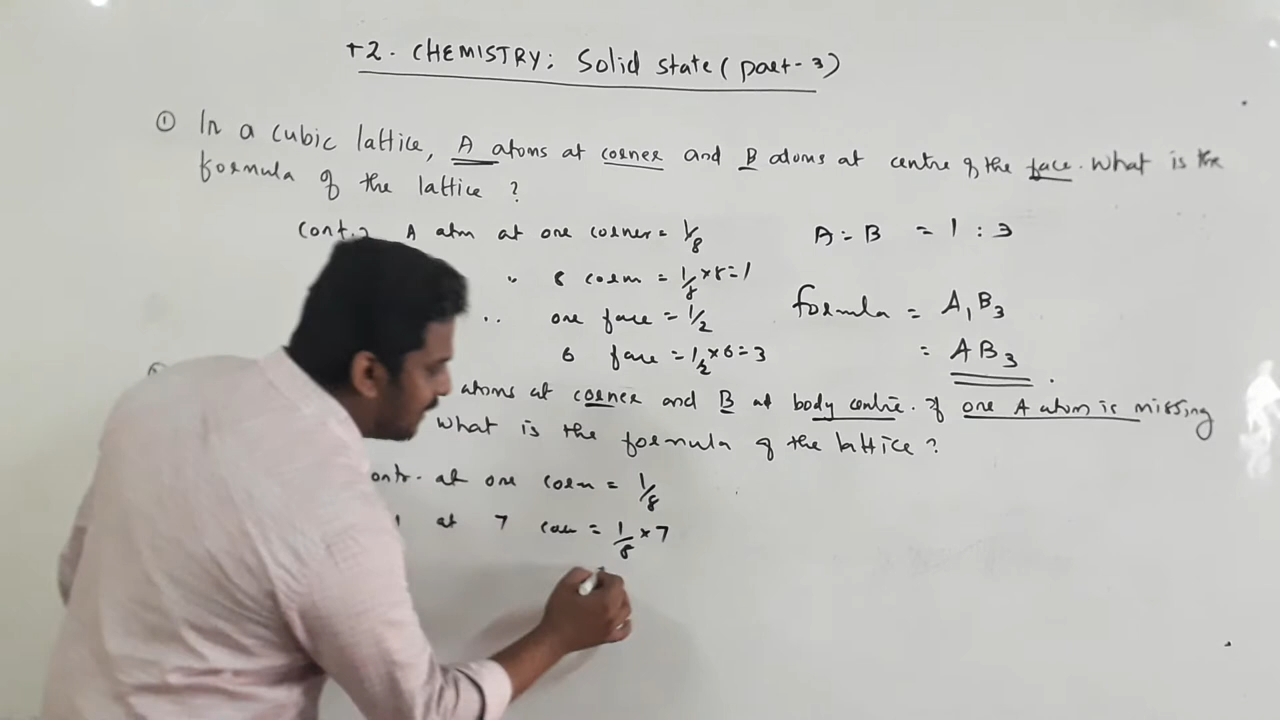 +2. CHEMISTRY; Solid state (part-3)
① In a cubic lattice, A atoms at corner and B atoms at centre of the face. What is the
formula of the lattice ?
A atm at one corner = 1/8
A : B = 1 : 3
" 8 corn = 1/8 × 8 = 1
" one face = 1/2
formula = A₁B₃
6 face = 1/2 × 6 = 3
= AB₃
atoms at corner and B at body centre. If one A atom is missing
What is the formula of the lattice ?
at one corn = 1/8
at 7 = 1/8 × 7